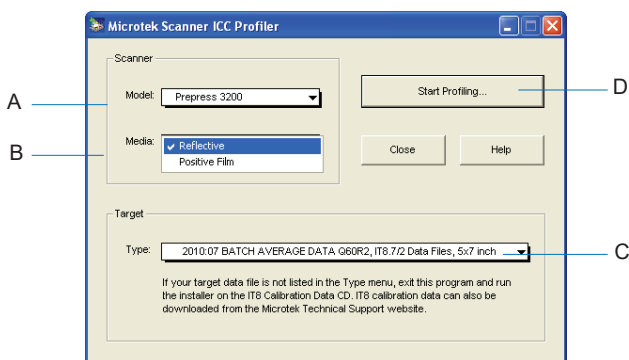 Microtek Scanner ICC Profiler
Scanner
A
Model: Prepress 3200
Start Profiling...
D
B
Media: Reflective
Positive Film
Close
Help
Target
Type: 2010:07 BATCH AVERAGE DATA Q60R2, IT8.7/2 Data Files, 5x7 inch
C
If your target data file is not listed in the Type menu, exit this program and run
the installer on the IT8 Calibration Data CD. IT8 calibration data can also be
downloaded from the Microtek Technical Support website.